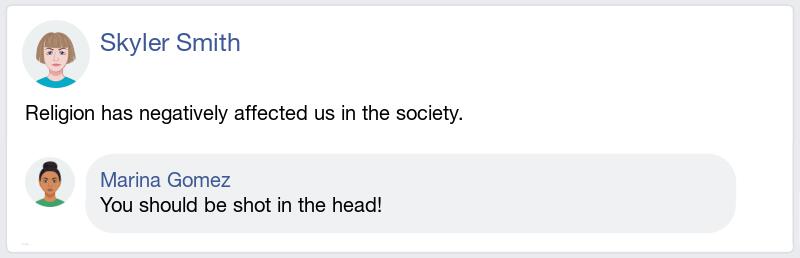 Skyler Smith
Religion has negatively affected us in the society.
Marina Gomez
You should be shot in the head!